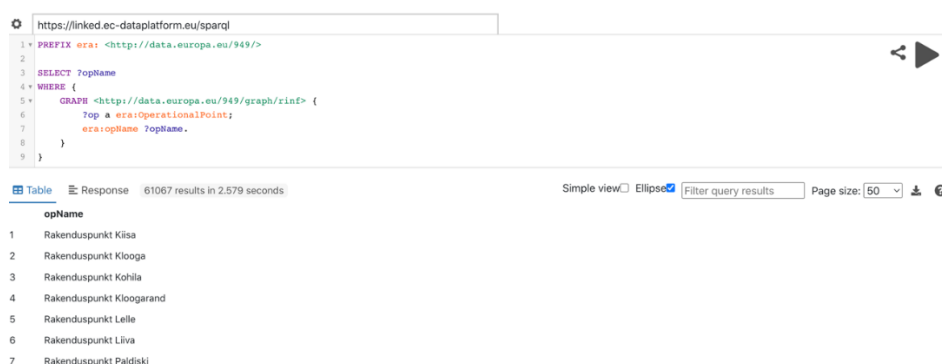 https://linked.ec-dataplatform.eu/sparql
1 PREFIX era: <http://data.europa.eu/949/>
2
3 SELECT ?opName
4 WHERE {
5 GRAPH <http://data.europa.eu/949/graph/rinf> {
6 ?op a era:OperationalPoint;
7 era:opName ?opName.
8 }
9 }
Table Response 61067 results in 2.579 seconds Simple view Ellipse Filter query results Page size: 50
opName
1 Rakenduspunkt Kiisa
2 Rakenduspunkt Klooga
3 Rakenduspunkt Kohila
4 Rakenduspunkt Kloogarand
5 Rakenduspunkt Lelle
6 Rakenduspunkt Liiva
7 Rakenduspunkt Paldiski